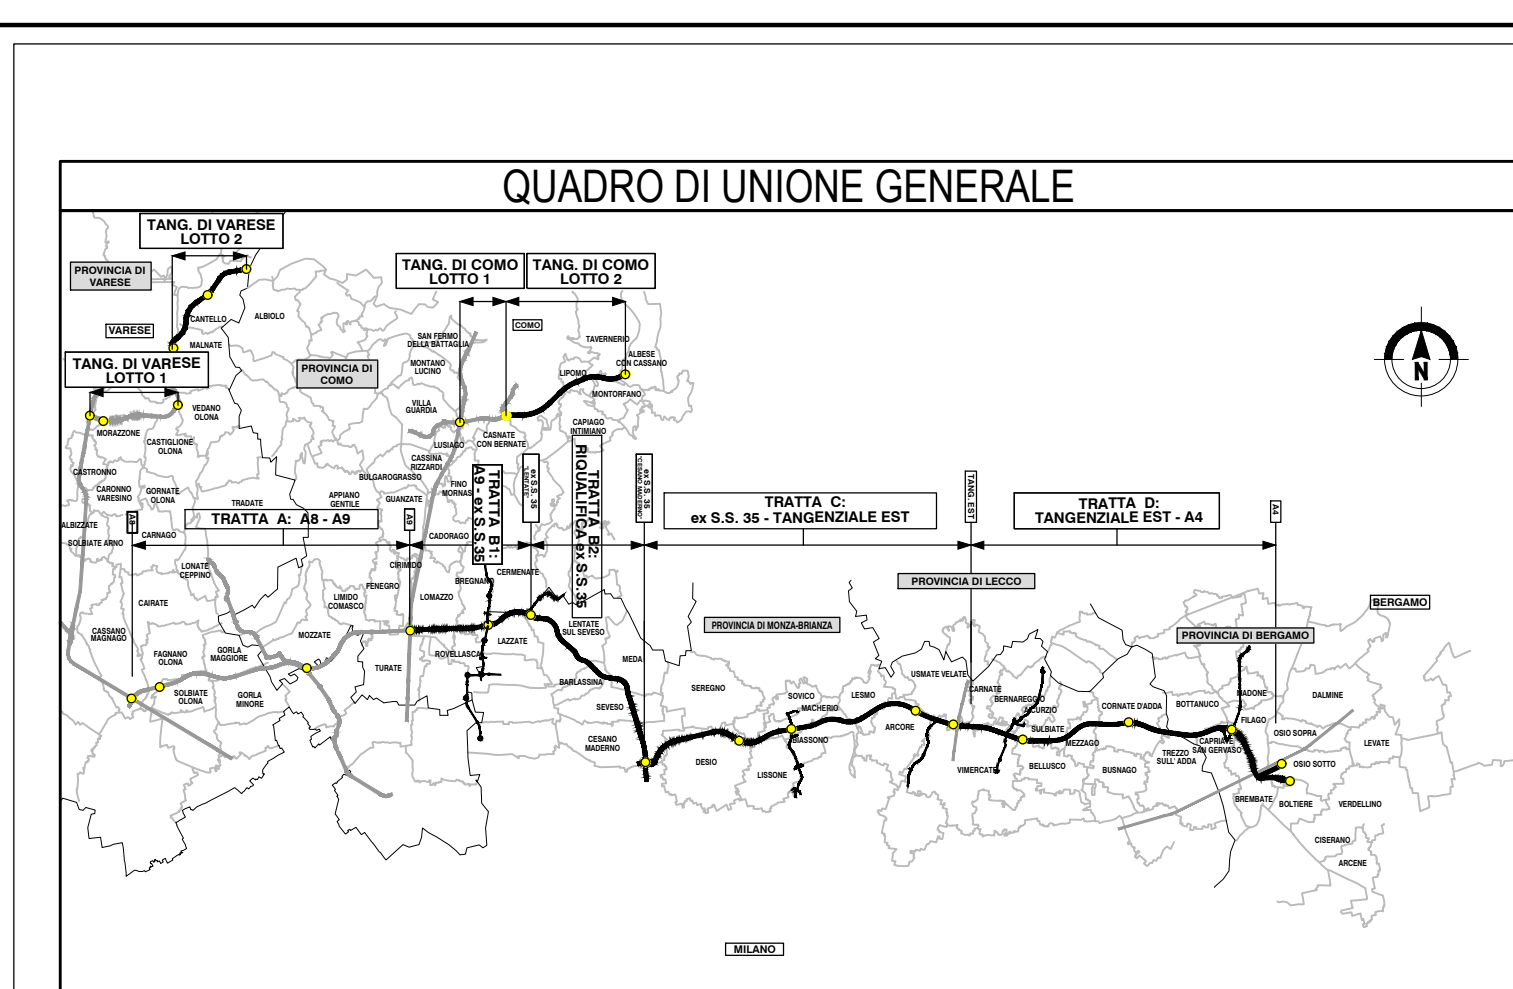 QUADRO DI UNIONE GENERALE
TANG. DI VARESE
LOTTO 2
PROVINCIA DI
VARESE
CANTELLO
ALBIOLO
VARESE
MALNATE
TANG. DI VARESE
LOTTO 1
PROVINCIA DI
COMO
TANG. DI COMO
LOTTO 1
TANG. DI COMO
LOTTO 2
COMO
SAN FERMO
DELLA BATTAGLIA
TAVERNERIO
ALBESE
CON CASSANO
MONTANO
LUCINO
LIPOMO
MONTORFANO
VILLA
GUARDIA
VEDANO
OLONA
MORAZZONE
CASTIGLIONE
OLONA
LUSIAGO
CASNATE
CON BERNATE
CAPIAGO
INTIMIANO
CASSINA
RIZZARDI
BULGAROGRASSO
CASTRONNO
CARONNO
VARESINO
GORNATE
OLONA
TRADATE
APPIANO
GENTILE
GUANZATE
FINO
MORNAS
ALBIZZATE
SOLBIATE ARNO
CARNAGO
A8
TRATTA A: A8 - A9
A9
CADORAGO
TRATTA B1:
A9 - ex S.S.35
ex S.S. 35
"LENTATE"
TRATTA B2:
RIQUALIFICA ex S.S.35
ex S.S. 35
"CESANO MADERNO"
TRATTA C:
ex S.S. 35 - TANGENZIALE EST
TANG. EST
TRATTA D:
TANGENZIALE EST - A4
A4
LONATE
CEPPINO
CIRIMIDO
FENEGRO
BREGNANO
CERMENATE
LIMIDO
COMASCO
LOMAZZO
CAIRATE
CASSANO
MAGNAGO
MOZZATE
LAZZATE
LENTATE
SUL SEVESO
PROVINCIA DI LECCO
BERGAMO
PROVINCIA DI MONZA-BRIANZA
PROVINCIA DI BERGAMO
FAGNANO
OLONA
GORLA
MAGGIORE
TURATE
ROVELLASCA
MEDA
BARLASSINA
SOLBIATE
OLONA
GORLA
MINORE
SEVESO
SEREGNO
SOVICO
MACHERIO
LESMO
USMATE VELATE
CARNATE
BERNAREGGIO
AICURZIO
CORNATE D'ADDA
BOTTANUCO
MADONE
DALMINE
FILAGO
CESANO
MADERNO
BIASSONO
ARCORE
SULBIATE
MEZZAGO
CAPRIATE
SAN GERVASO
OSIO SOPRA
LEVATE
DESIO
LISSONE
VIMERCATE
BELLUSCO
BUSNAGO
TREZZO
SULL' ADDA
OSIO SOTTO
BREMBATE
BOLTIERE
VERDELLINO
CISERANO
ARCENE
MILANO
N